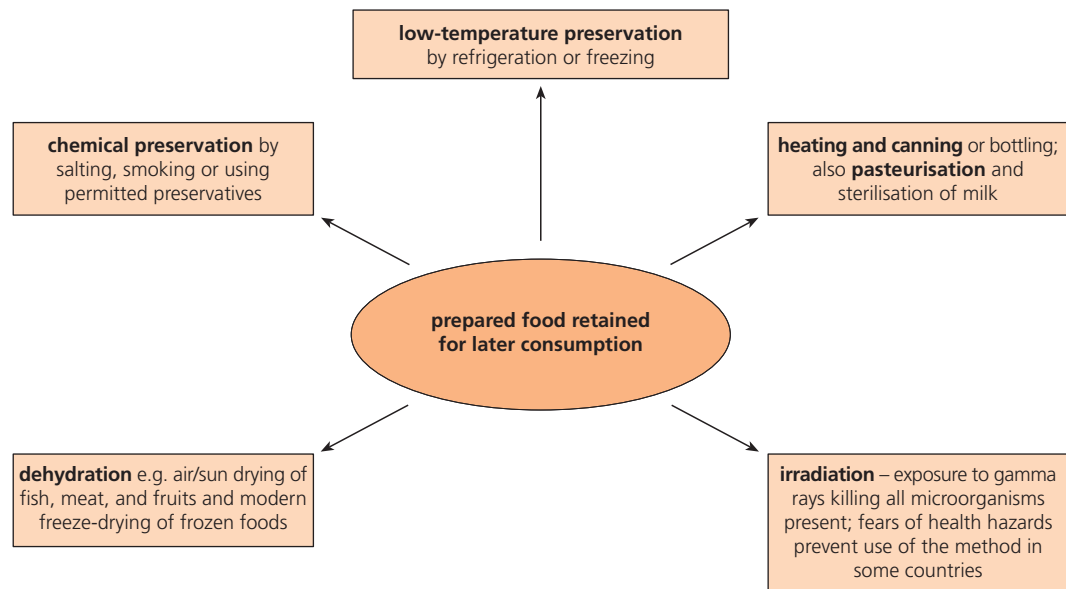 low-temperature preservation
by refrigeration or freezing
chemical preservation by
salting, smoking or using
permitted preservatives
heating and canning or bottling;
also pasteurisation and
sterilisation of milk
prepared food retained
for later consumption
dehydration e.g. air/sun drying of
fish, meat, and fruits and modern
freeze-drying of frozen foods
irradiation – exposure to gamma
rays killing all microorganisms
present; fears of health hazards
prevent use of the method in
some countries